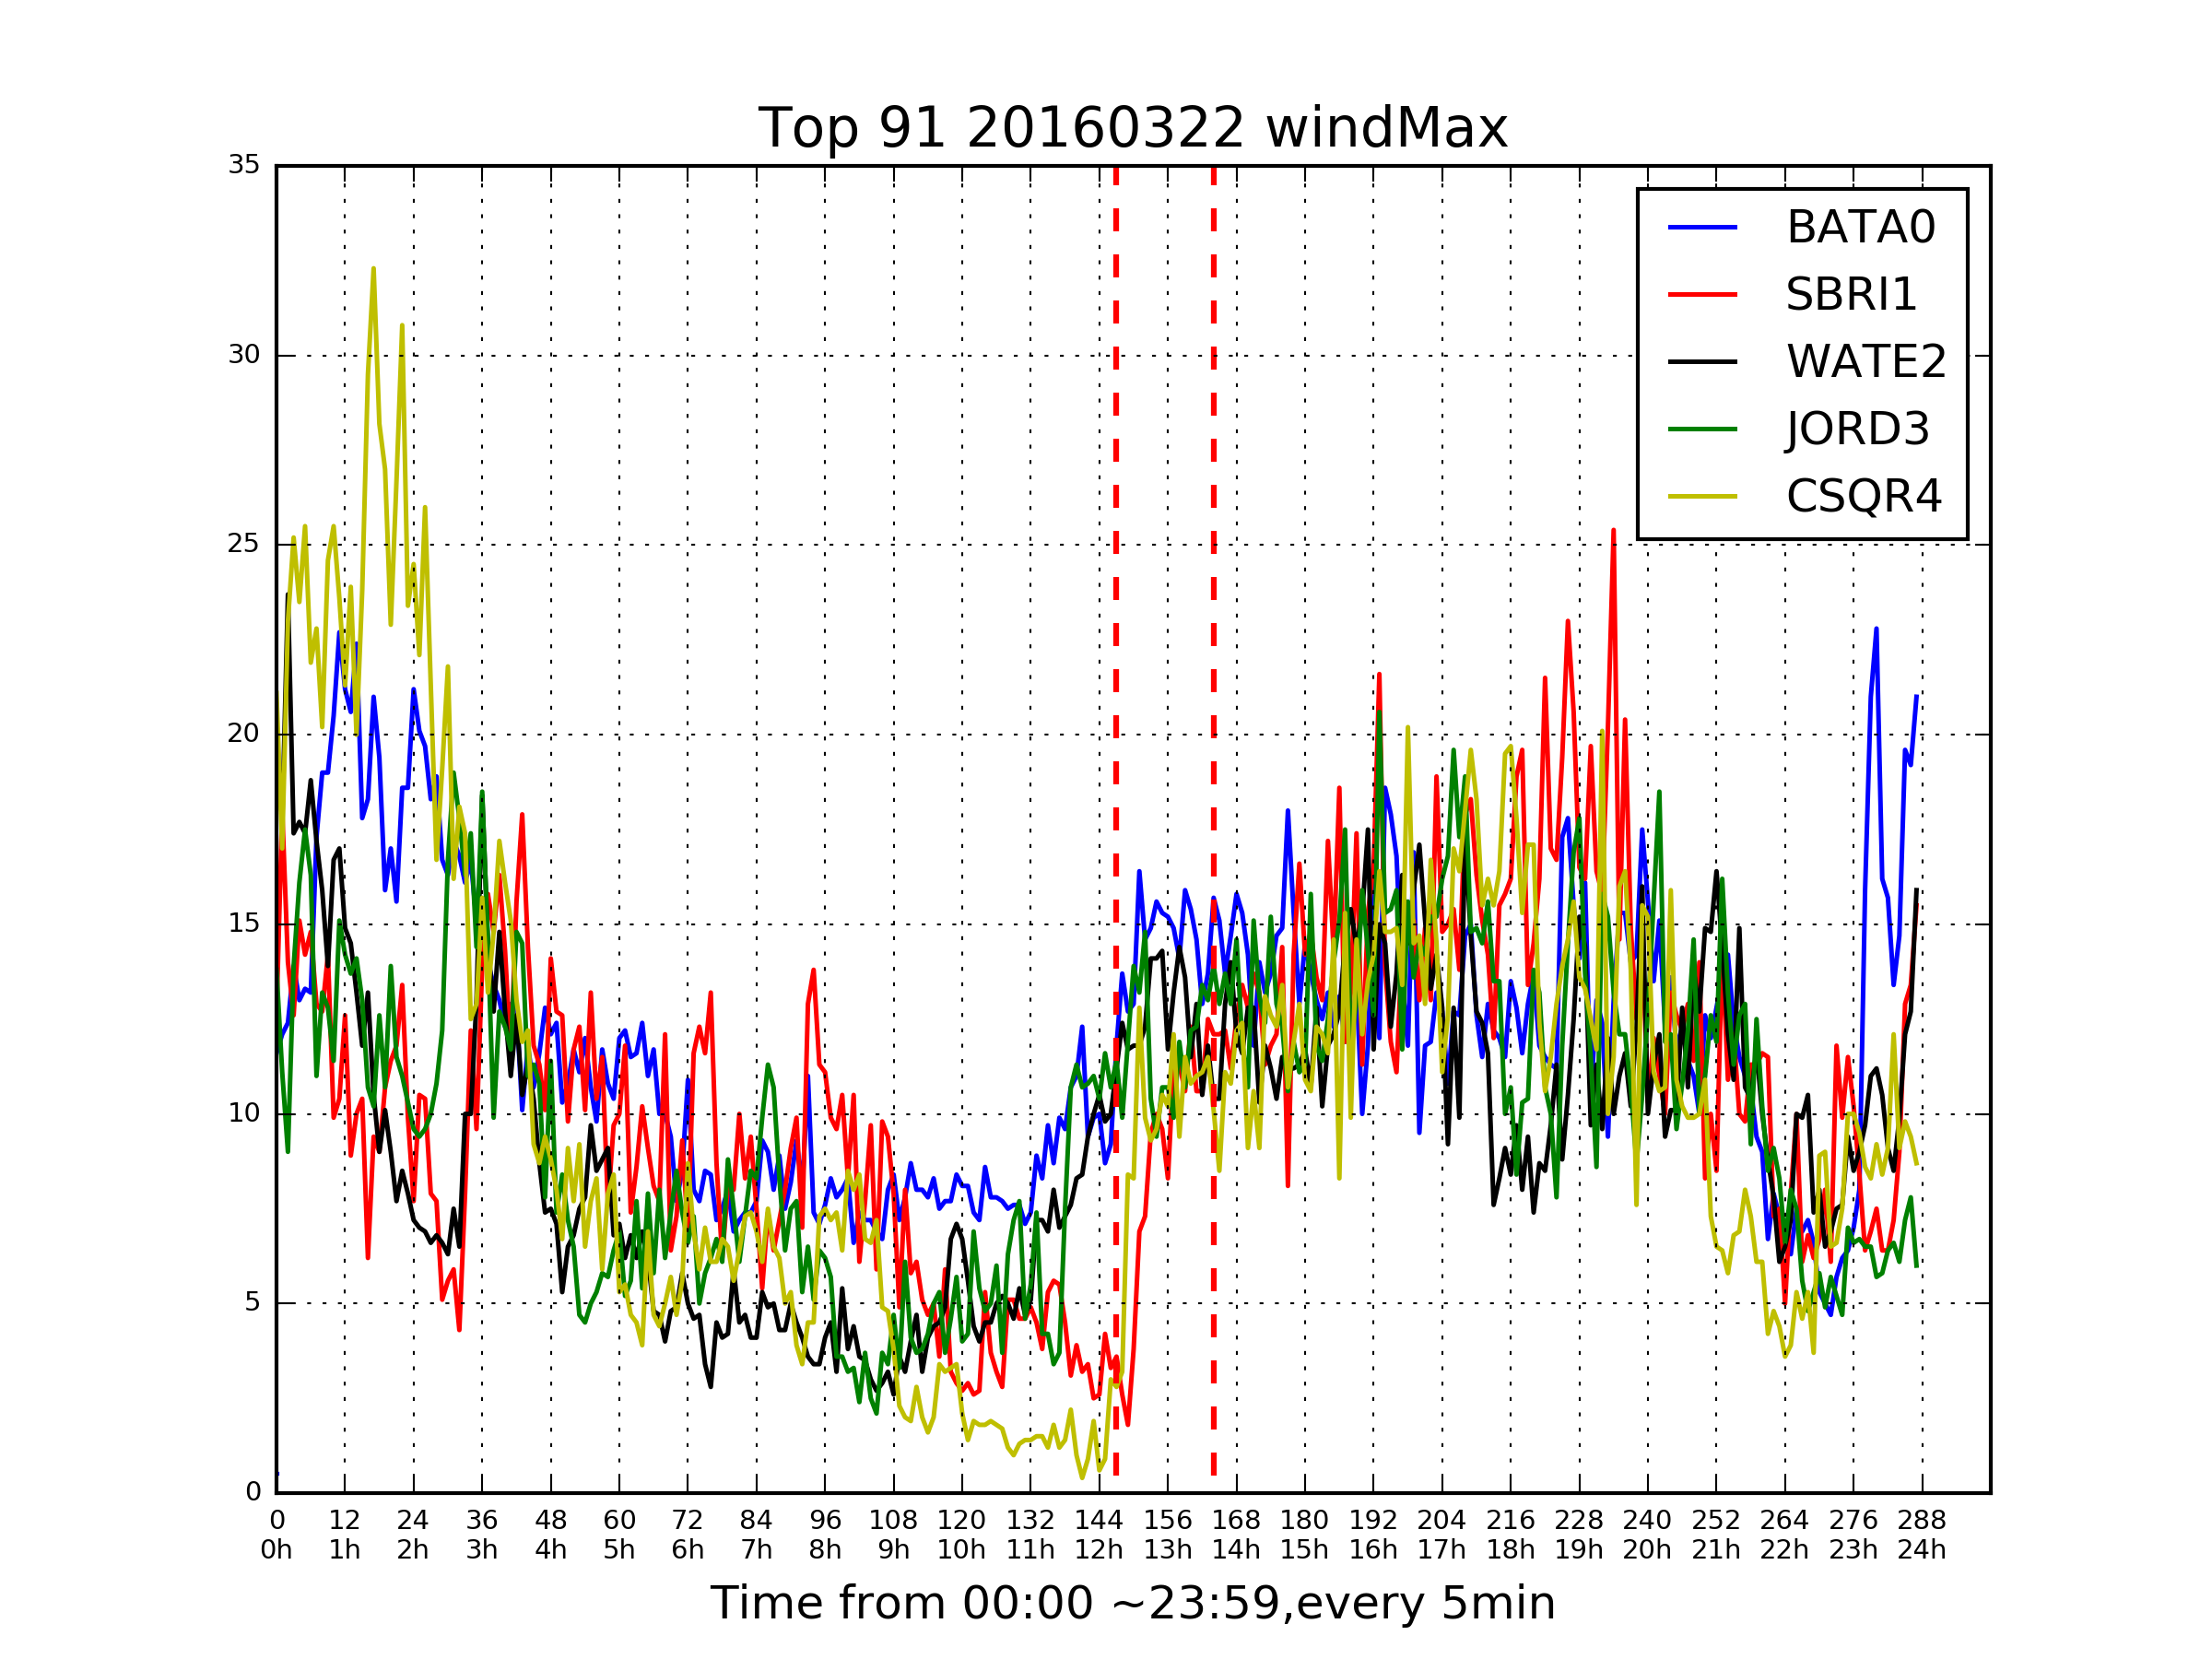 Top 91 20160322 windMax
35
30
25
20
15
10
5
0
BATA0
SBRI1
WATE2
JORD3
CSQR4
0 12 24 36 48 60 72 84 96 108 120 132 144 156 168 180 192 204 216 228 240 252 264 276 288
0h 1h 2h 3h 4h 5h 6h 7h 8h 9h 10h 11h 12h 13h 14h 15h 16h 17h 18h 19h 20h 21h 22h 23h 24h
Time from 00:00 ~23:59,every 5min